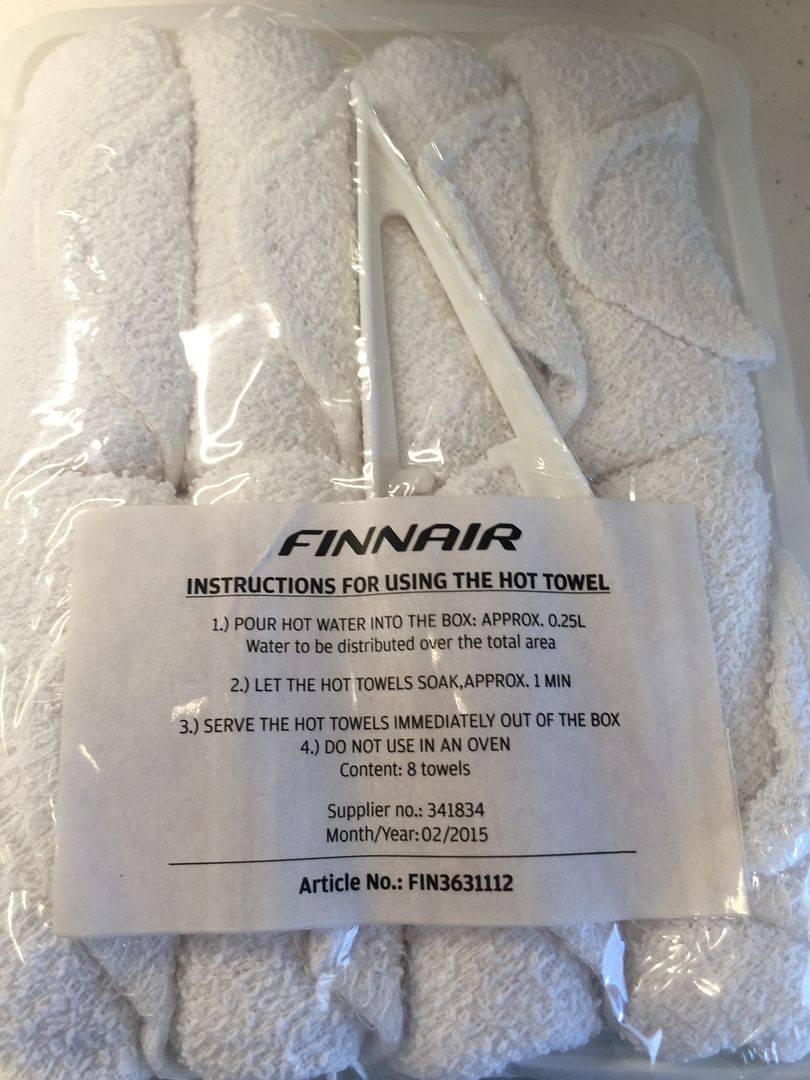 FINNAIR
INSTRUCTIONS FOR USING THE HOT TOWEL
1.) POUR HOT WATER INTO THE BOX: APPROX. 0.25L
Water to be distributed over the total area
2.) LET THE HOT TOWELS SOAK,APPROX. 1 MIN
3.) SERVE THE HOT TOWELS IMMEDIATELY OUT OF THE BOX
4.) DO NOT USE IN AN OVEN
Content: 8 towels
Supplier no.: 341834
Month/Year:02/2015
Article No.: FIN3631112